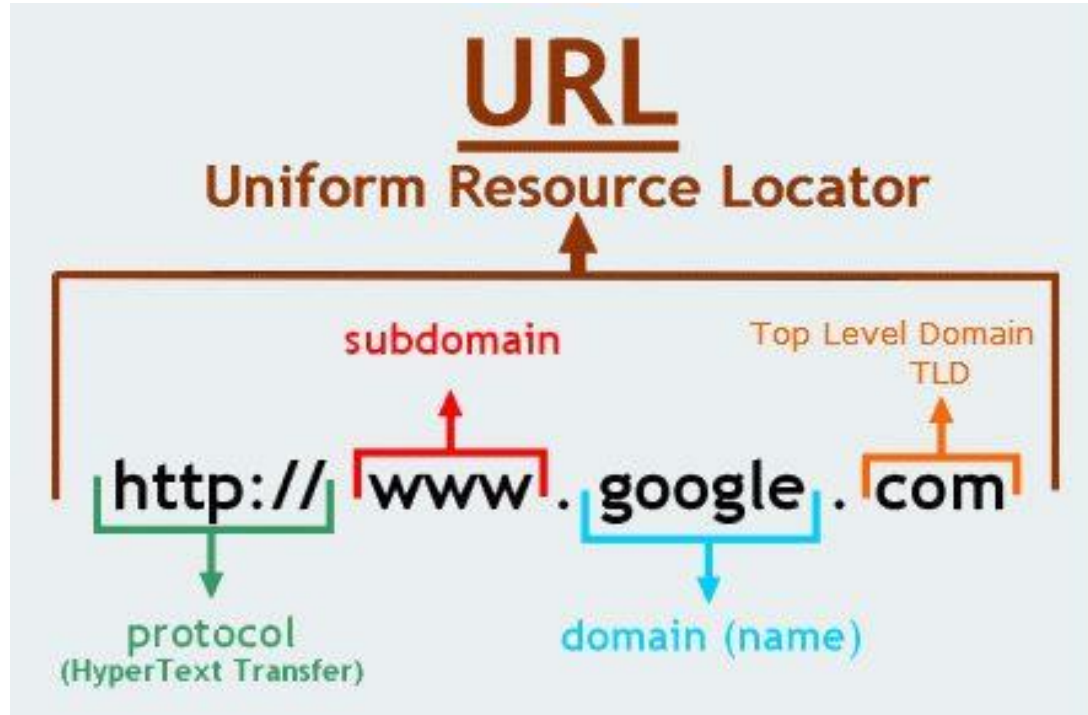 URL
Uniform Resource Locator
subdomain
Top Level Domain
TLD
http:// www . google . com
protocol
(HyperText Transfer)
domain (name)